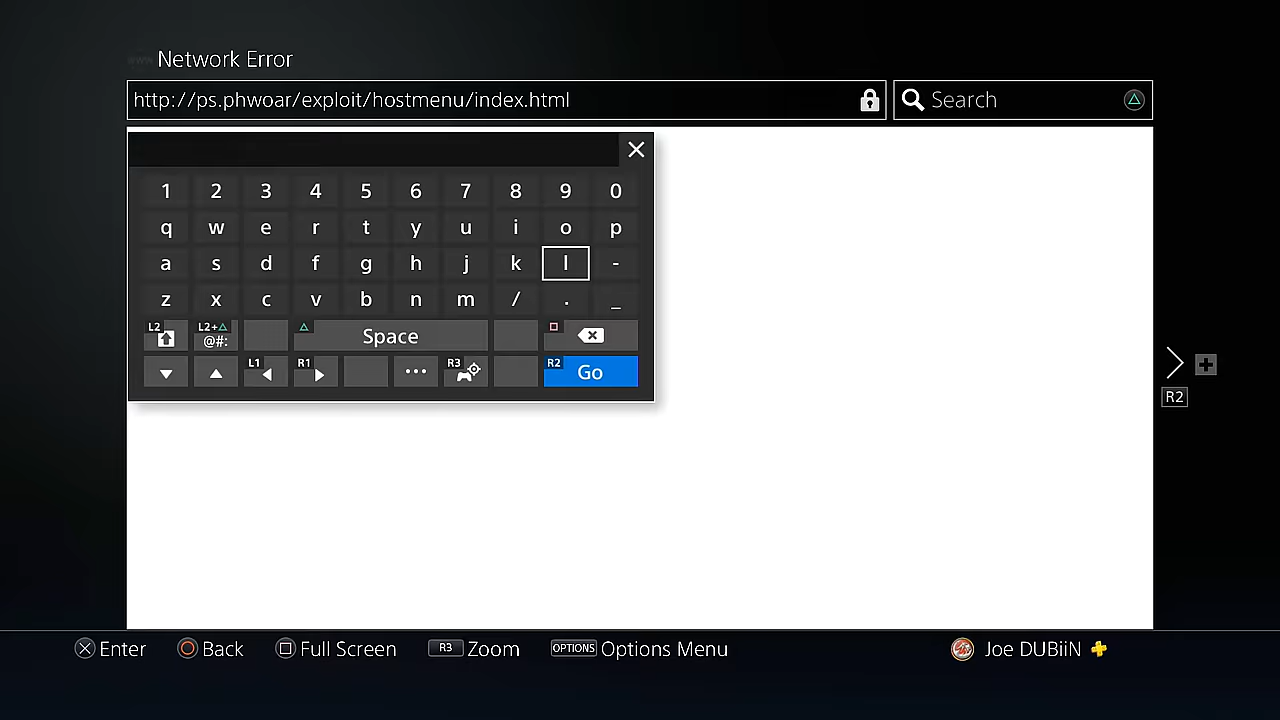 Network Error
http://ps.phwoar/exploit/hostmenu/index.html
Search
1 2 3 4 5 6 7 8 9 0
q w e r t y u i o p
a s d f g h j k l -
z x c v b n m / . _
L2 L2+△ @#: △ Space
L1 R1 ... R3 R2 Go
R2
Enter Back Full Screen R3 Zoom OPTIONS Options Menu Joe DUBiiN